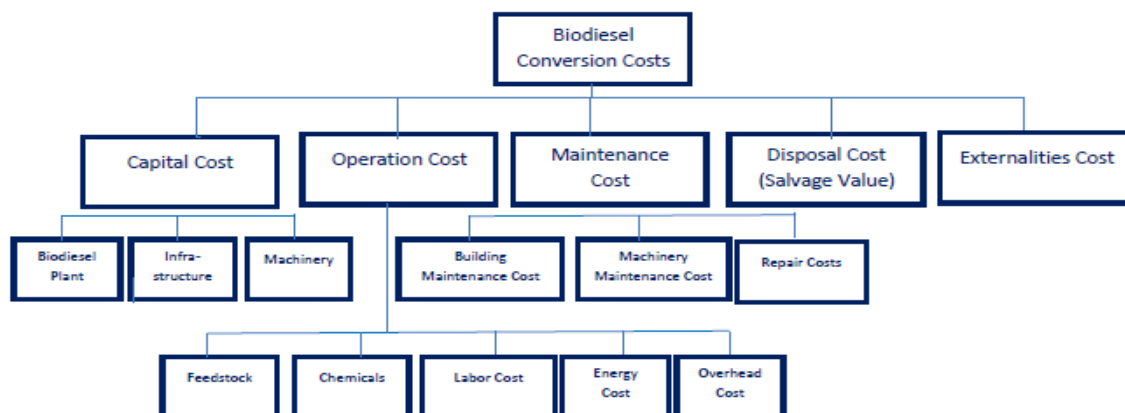 Biodiesel
Conversion Costs
Capital Cost
Operation Cost
Maintenance
Cost
Disposal Cost
(Salvage Value)
Externalities Cost
Biodiesel
Plant
Infra-
structure
Machinery
Building
Maintenance Cost
Machinery
Maintenance Cost
Repair Costs
Feedstock
Chemicals
Labor Cost
Energy
Cost
Overhead
Cost